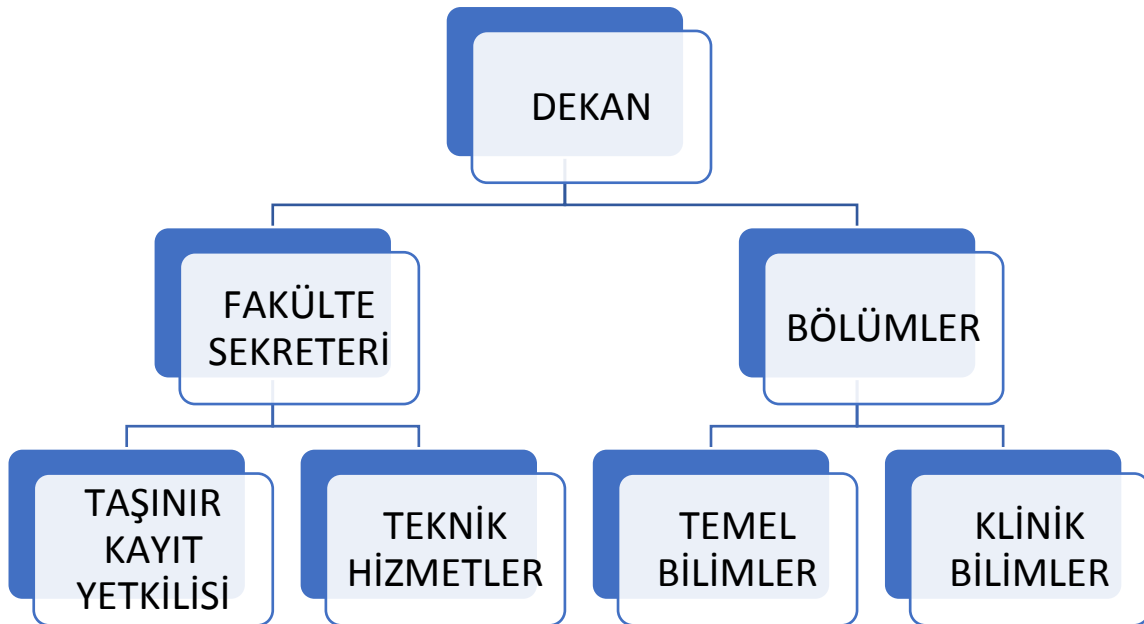 DEKAN
FAKÜLTE
SEKRETERİ
BÖLÜMLER
TAŞINIR
KAYIT
YETKİLİSİ
TEKNİK
HİZMETLER
TEMEL
BİLİMLER
KLİNİK
BİLİMLER